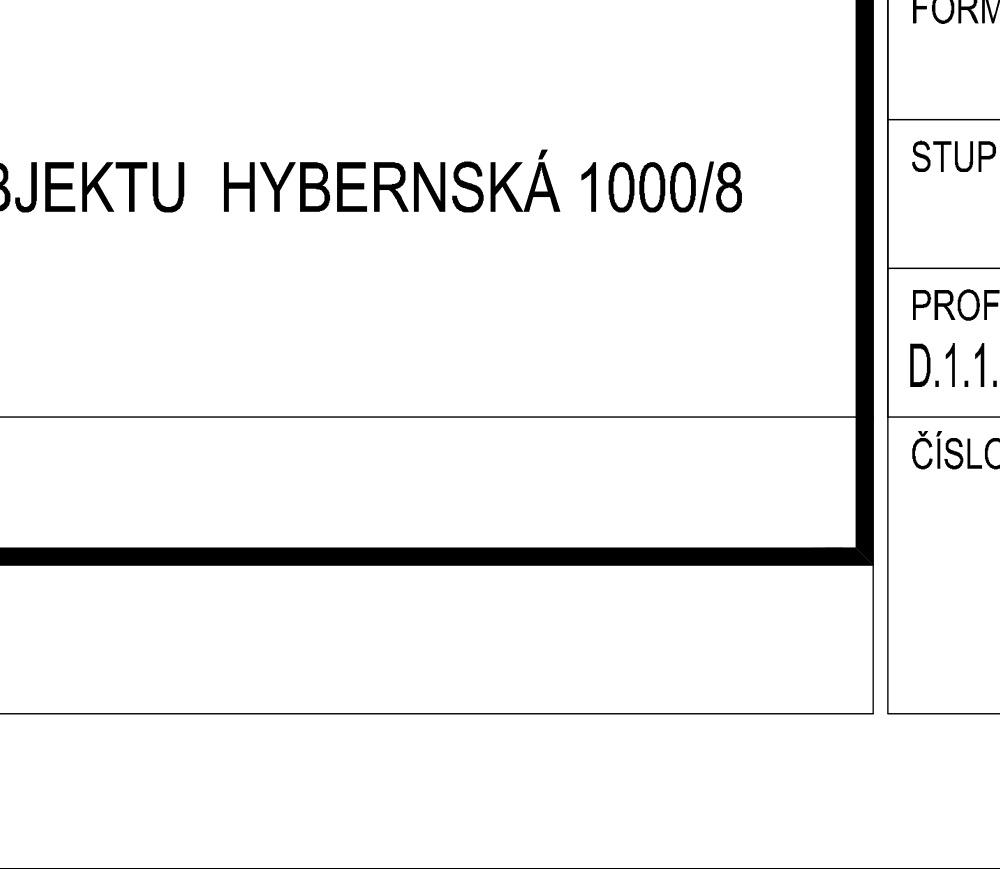 BJEKTU HYBERNSKÁ 1000/8
FORM
STUP
PROF
D.1.1.
ČÍSLO